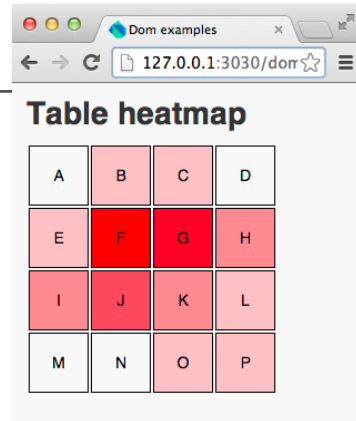 Dom examples
127.0.0.1:3030/dom
Table heatmap
A B C D
E F G H
I J K L
M N O P